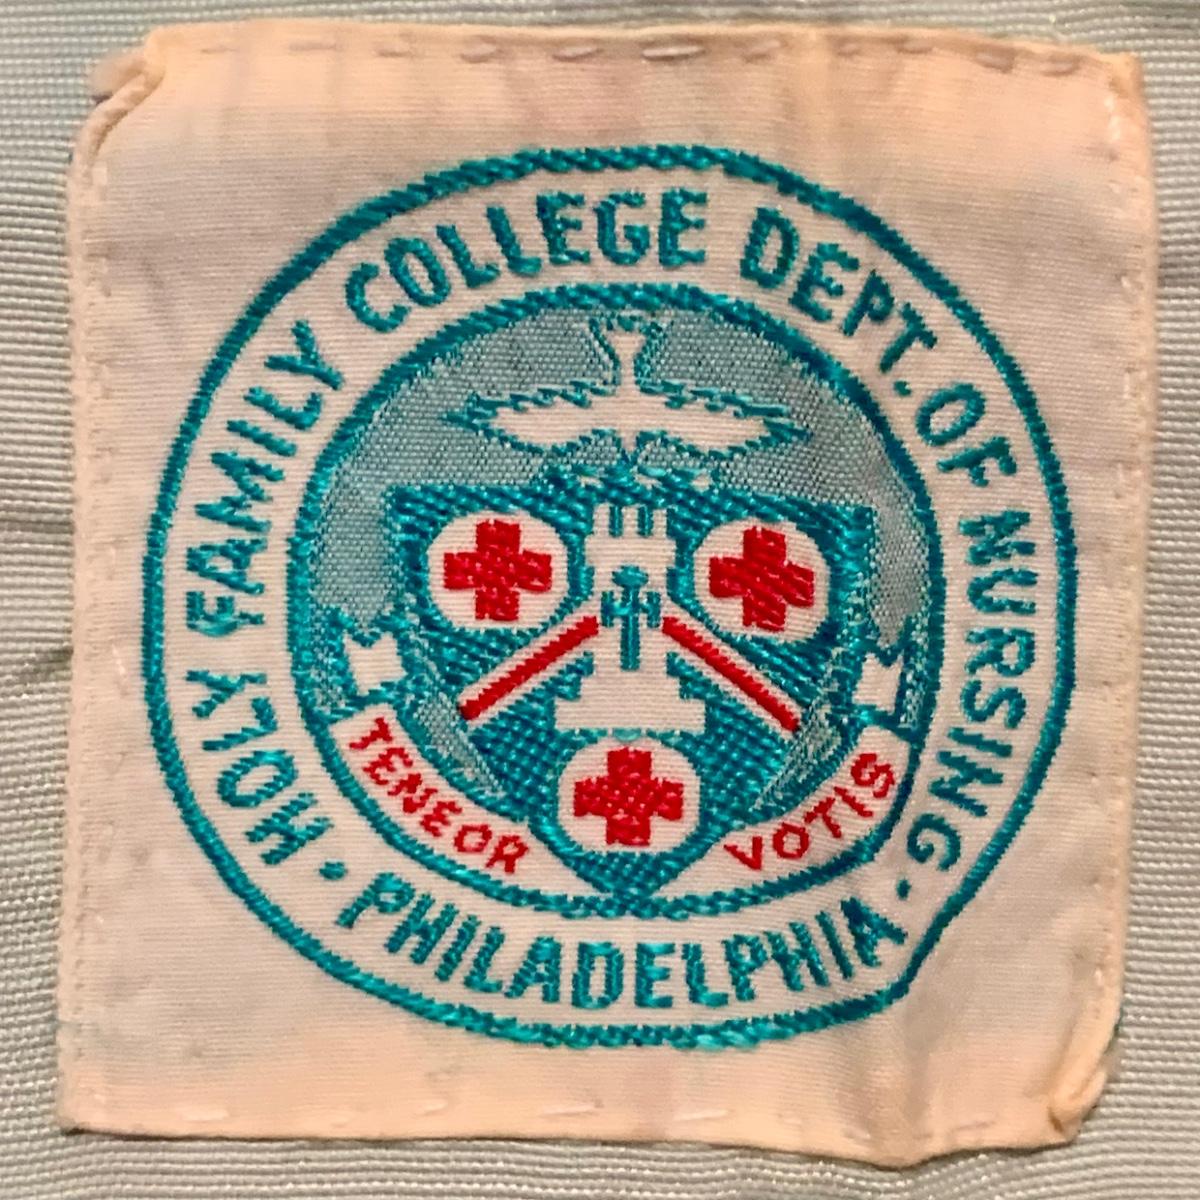 HOLY FAMILY COLLEGE DEPT. OF NURSING
• PHILADELPHIA •
TENEOR VOTIS